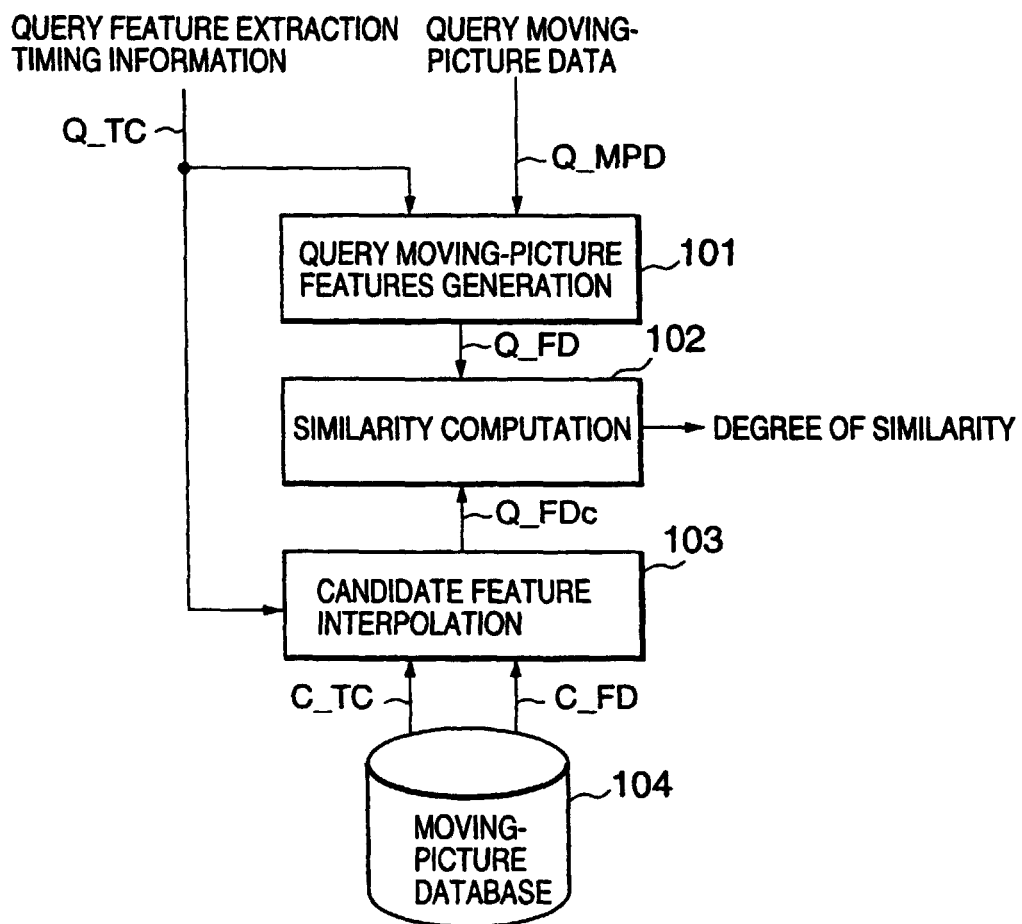 QUERY FEATURE EXTRACTION
TIMING INFORMATION
QUERY MOVING-
PICTURE DATA
Q_TC
Q_MPD
QUERY MOVING-PICTURE
FEATURES GENERATION
101
Q_FD
102
SIMILARITY COMPUTATION
DEGREE OF SIMILARITY
Q_FDc
103
CANDIDATE FEATURE
INTERPOLATION
C_TC
C_FD
104
MOVING-
PICTURE
DATABASE